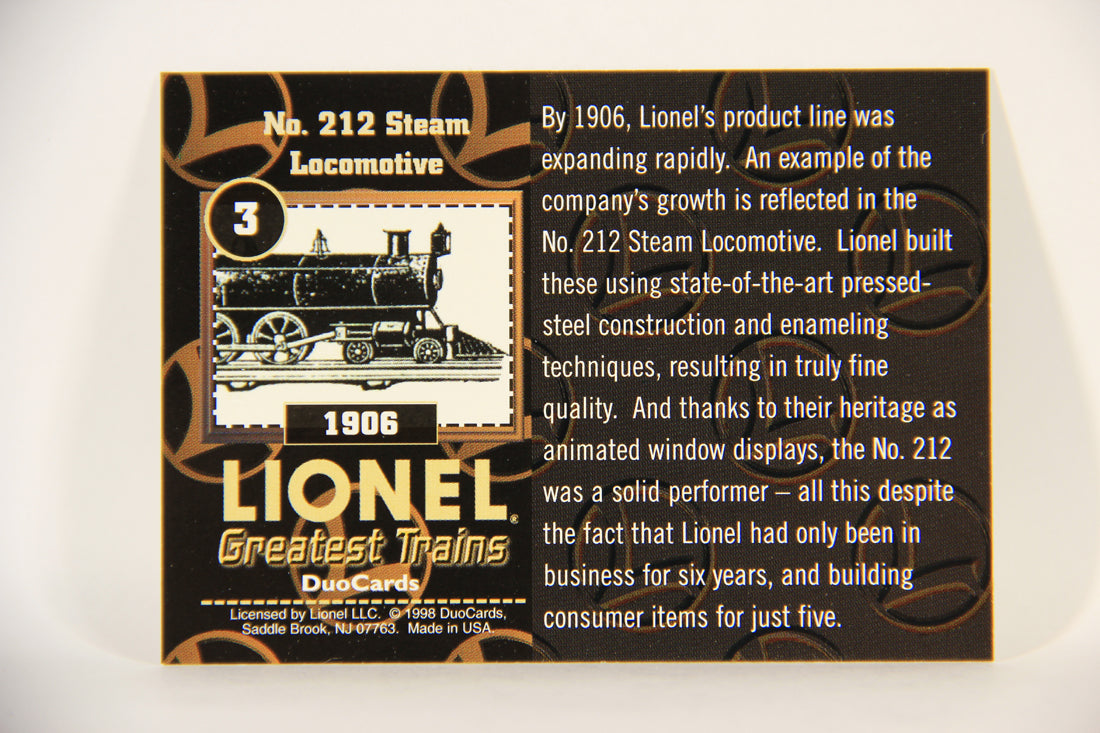 No. 212 Steam
Locomotive
3
1906
LIONEL®
Greatest Trains
DuoCards
Licensed by Lionel LLC. © 1998 DuoCards,
Saddle Brook, NJ 07763. Made in USA.
By 1906, Lionel's product line was
expanding rapidly. An example of the
company's growth is reflected in the
No. 212 Steam Locomotive. Lionel built
these using state-of-the-art pressed-
steel construction and enameling
techniques, resulting in truly fine
quality. And thanks to their heritage as
animated window displays, the No. 212
was a solid performer – all this despite
the fact that Lionel had only been in
business for six years, and building
consumer items for just five.